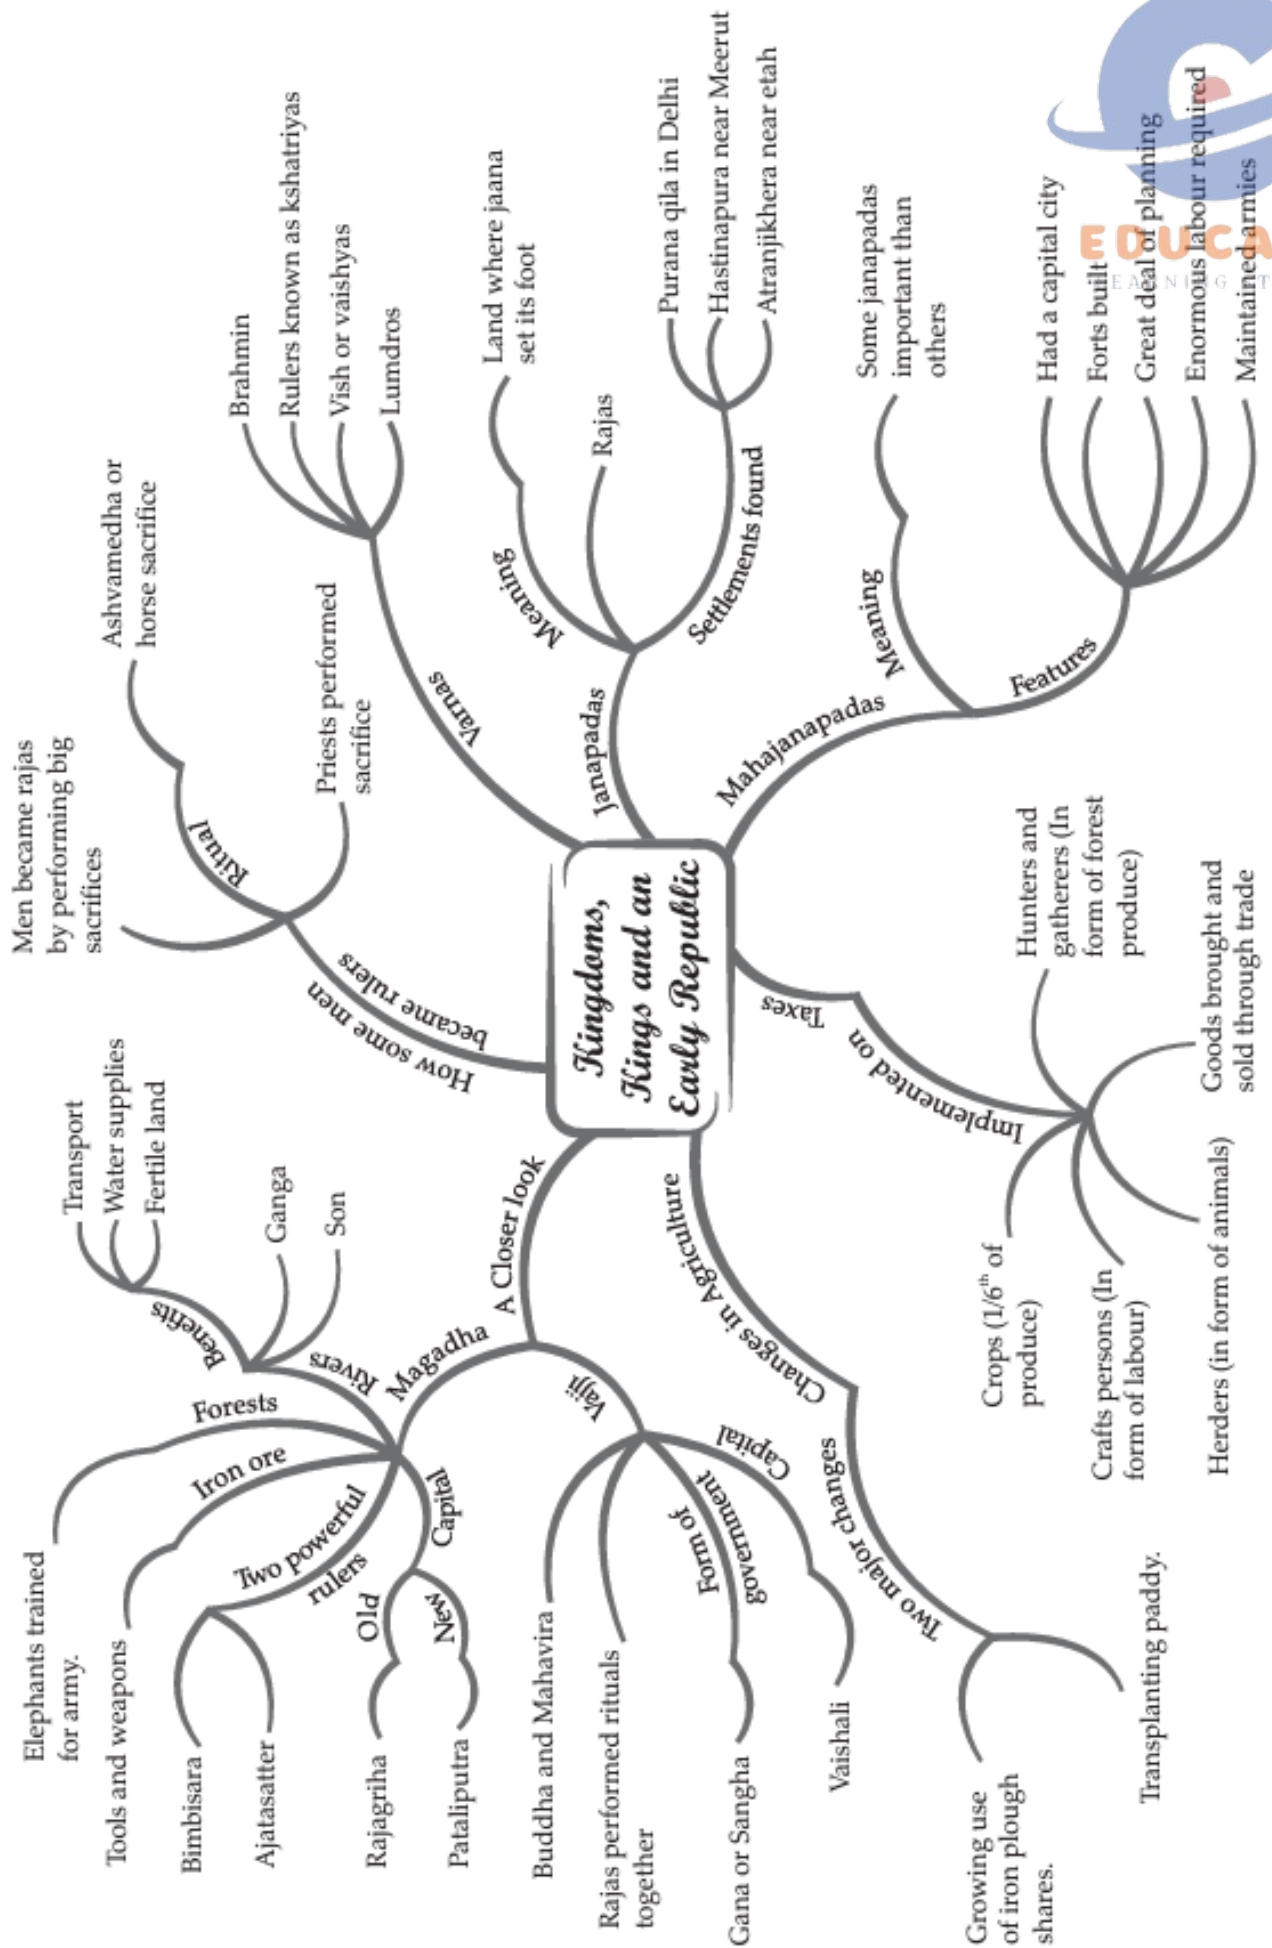 Kingdoms,
Kings and an
Early Republic
How some men
became rulers
Men became rajas
by performing big
sacrifices
Ritual
Ashvamedha or
horse sacrifice
Priests performed
sacrifice
Varnas
Brahmin
Rulers known as kshatriyas
Vish or vaishyas
Lumdros
Janapadas
Meaning
Land where jaana
set its foot
Rajas
Settlements found
Purana qila in Delhi
Hastinapura near Meerut
Atranjikhera near etah
Mahajanapadas
Meaning
Some janapadas
important than
others
Features
Had a capital city
Forts built
Great deal of planning
Enormous labour required
Maintained armies
Taxes
Implemented on
Hunters and
gatherers (In
form of forest
produce)
Goods brought and
sold through trade
Herders (in form of animals)
Crafts persons (In
form of labour)
Crops (1/6th of
produce)
Changes in Agriculture
Two major changes
Growing use
of iron plough
shares.
Transplanting paddy.
A Closer look
Vajji
Buddha and Mahavira
Rajas performed rituals
together
Form of
government
Gana or Sangha
Capital
Vaishali
Magadha
Rivers
Benefits
Transport
Water supplies
Fertile land
Ganga
Son
Forests
Elephants trained
for army.
Iron ore
Tools and weapons
Two powerful
rulers
Bimbisara
Ajatasatter
Capital
Old
Rajagriha
New
Pataliputra
EDUCA